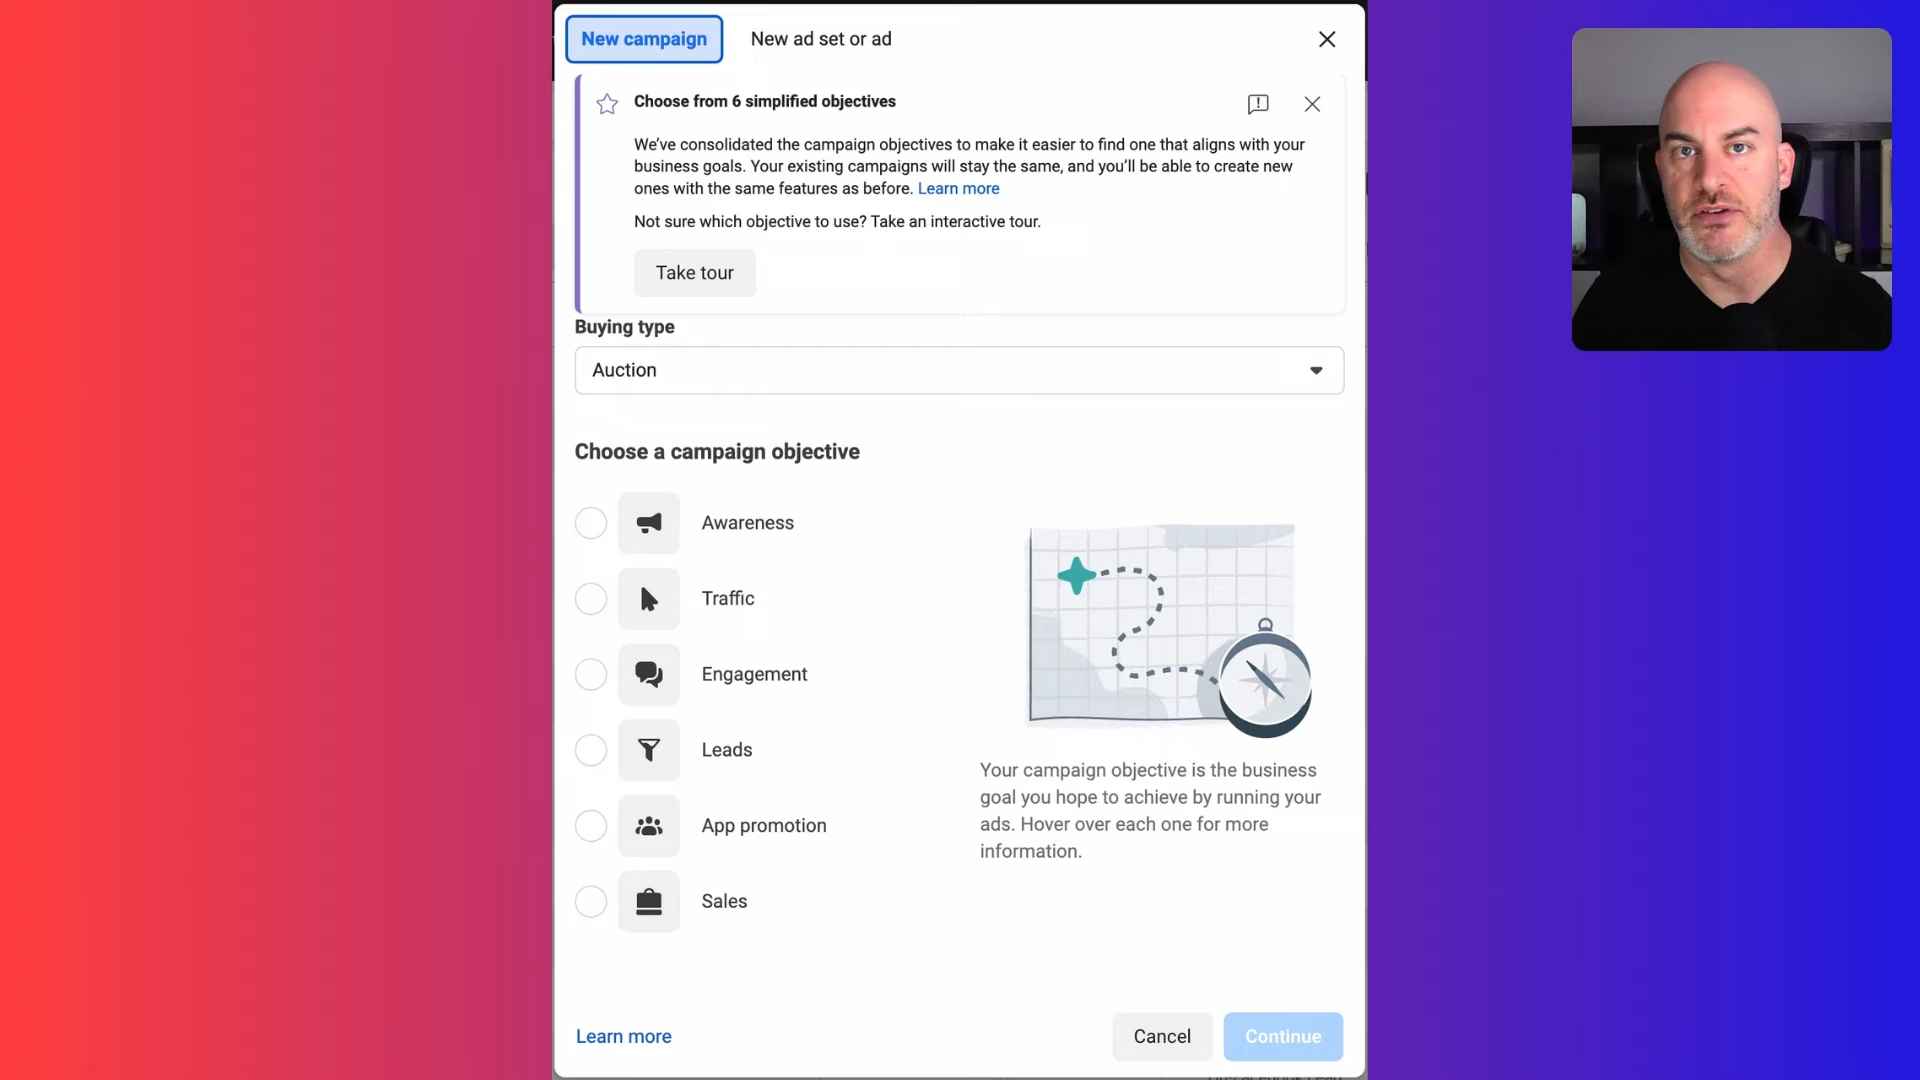 New campaign
New ad set or ad
Choose from 6 simplified objectives
We've consolidated the campaign objectives to make it easier to find one that aligns with your
business goals. Your existing campaigns will stay the same, and you'll be able to create new
ones with the same features as before. Learn more
Not sure which objective to use? Take an interactive tour.
Take tour
Buying type
Auction
Choose a campaign objective
Awareness
Traffic
Engagement
Leads
App promotion
Sales
Your campaign objective is the business
goal you hope to achieve by running your
ads. Hover over each one for more
information.
Learn more
Cancel
Continue